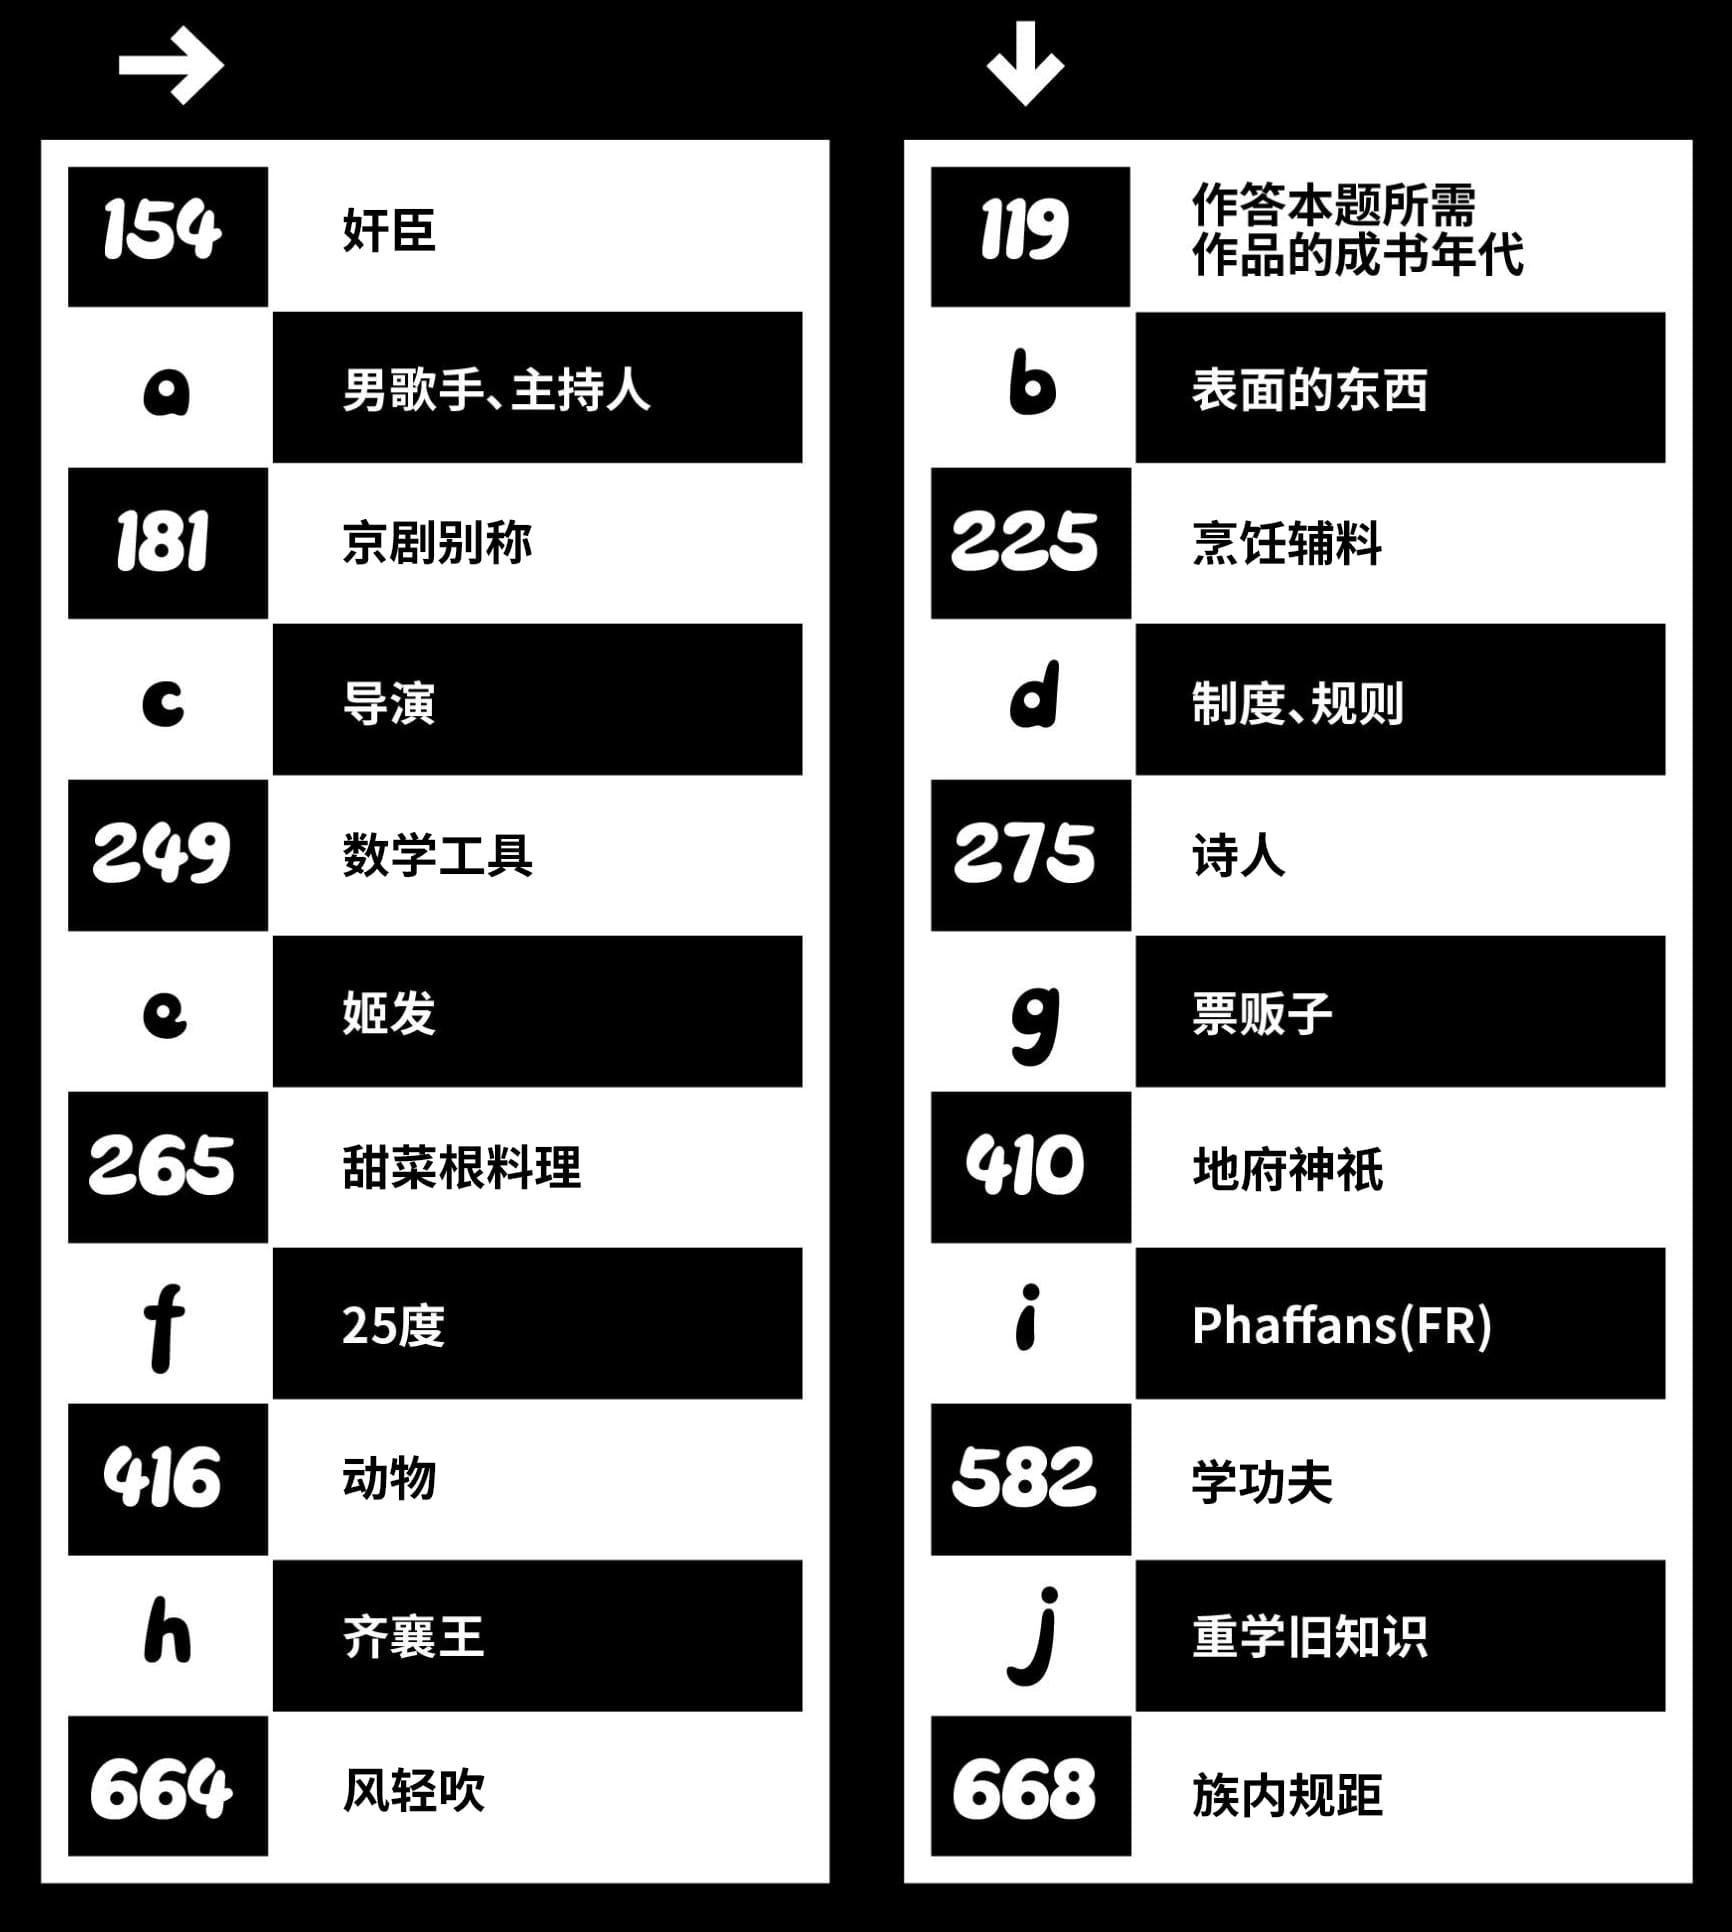 →
154 奸臣
a 男歌手、主持人
181 京剧别称
c 导演
249 数学工具
e 姬发
265 甜菜根料理
f 25度
416 动物
h 齐襄王
664 风轻吹
↓
119 作答本题所需
作品的成书年代
b 表面的东西
225 烹饪辅料
d 制度、规则
275 诗人
g 票贩子
410 地府神祇
i Phaffans(FR)
582 学功夫
j 重学旧知识
668 族内规距